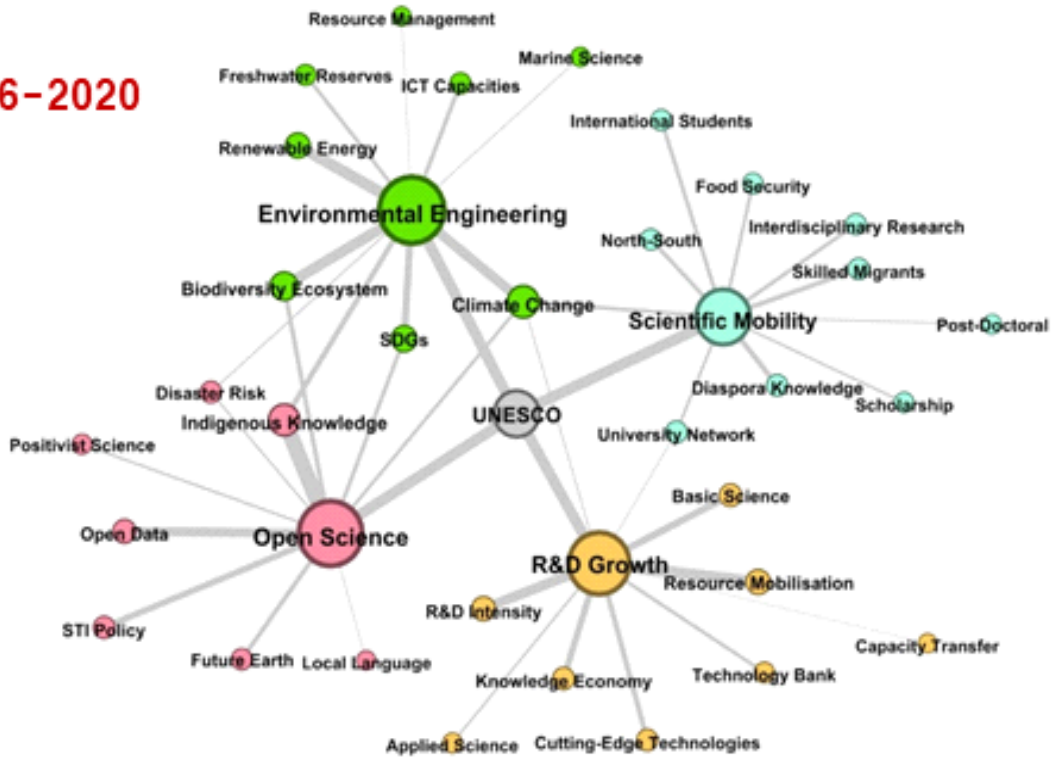 Resource Management
Marine Science
6-2020
Freshwater Reserves
ICT Capacities
International Students
Renewable Energy
Food Security
Environmental Engineering
Interdisciplinary Research
North-South
Skilled Migrants
Biodiversity Ecosystem
Climate Change
Scientific Mobility
Post-Doctoral
SDGs
Disaster Risk
Diaspora Knowledge
Scholarship
Indigenous Knowledge
UNESCO
University Network
Positivist Science
Basic Science
Open Data
Open Science
R&D Growth
Resource Mobilisation
R&D Intensity
STI Policy
Capacity Transfer
Future Earth
Local Language
Technology Bank
Knowledge Economy
Applied Science
Cutting-Edge Technologies